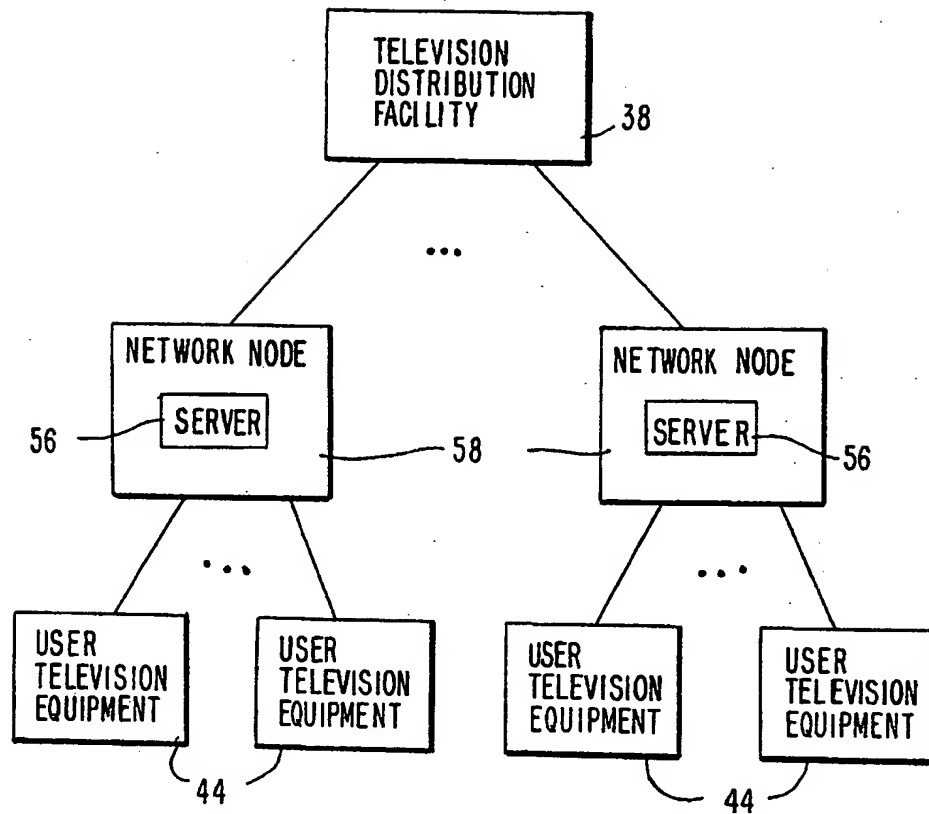 TELEVISION
DISTRIBUTION
FACILITY
38
NETWORK NODE
SERVER
56
58
NETWORK NODE
SERVER
56
USER
TELEVISION
EQUIPMENT
USER
TELEVISION
EQUIPMENT
44
USER
TELEVISION
EQUIPMENT
USER
TELEVISION
EQUIPMENT
44